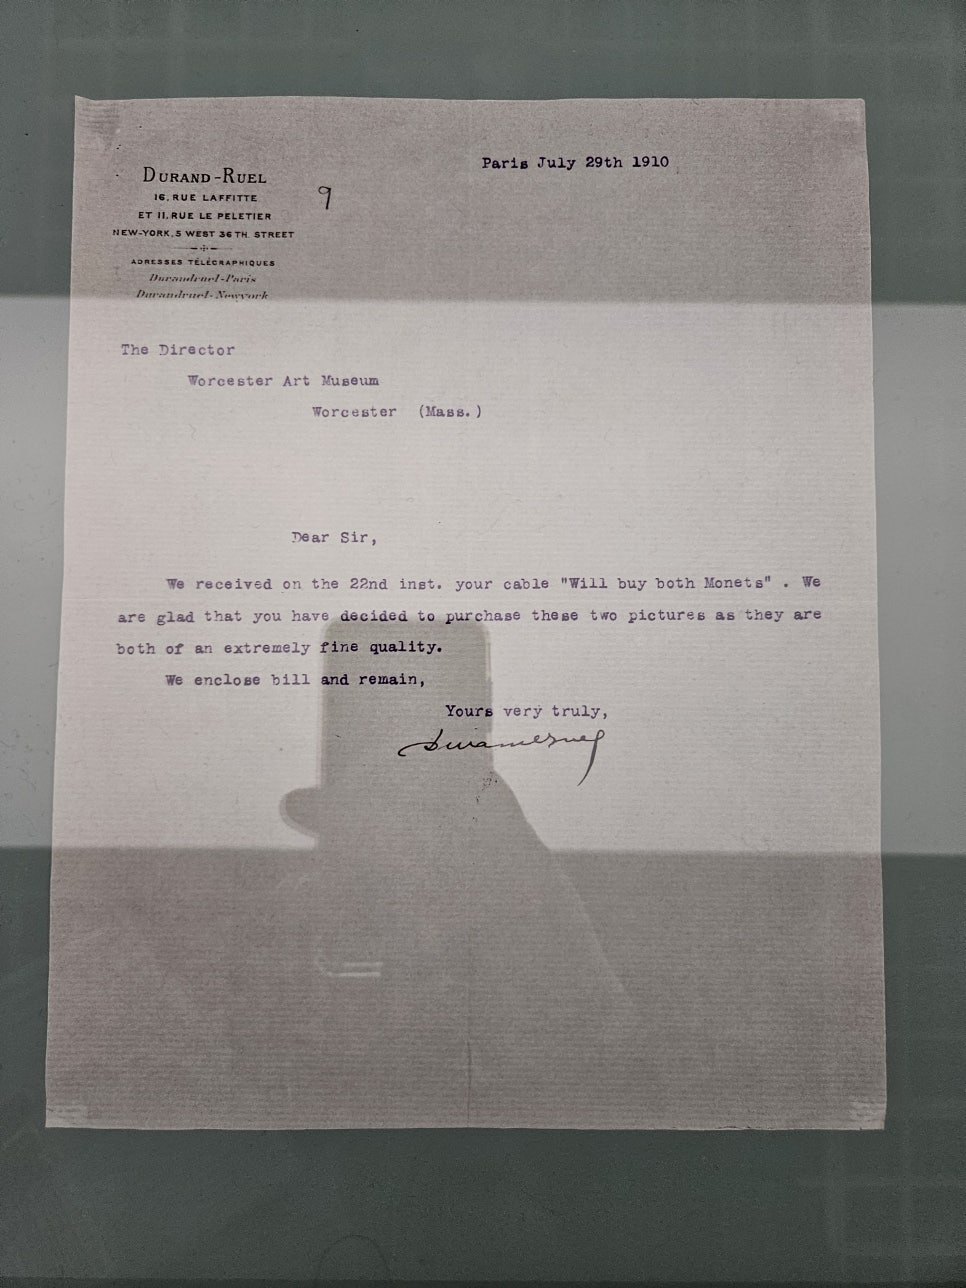 Paris July 29th 1910
DURAND-RUEL
9
16, RUE LAFFITTE
ET 11, RUE LE PELETIER
NEW-YORK, 5 WEST 36TH. STREET
ADRESSES TÉLÉGRAPHIQUES
Durandruel-Paris
Durandruel-Newyork
The Director
Worcester Art Museum
Worcester (Mass.)
Dear Sir,
We received on the 22nd inst. your cable "Will buy both Monets" . We
are glad that you have decided to purchase these two pictures as they are
both of an extremely fine quality.
We enclose bill and remain,
Yours very truly,
Durandruel